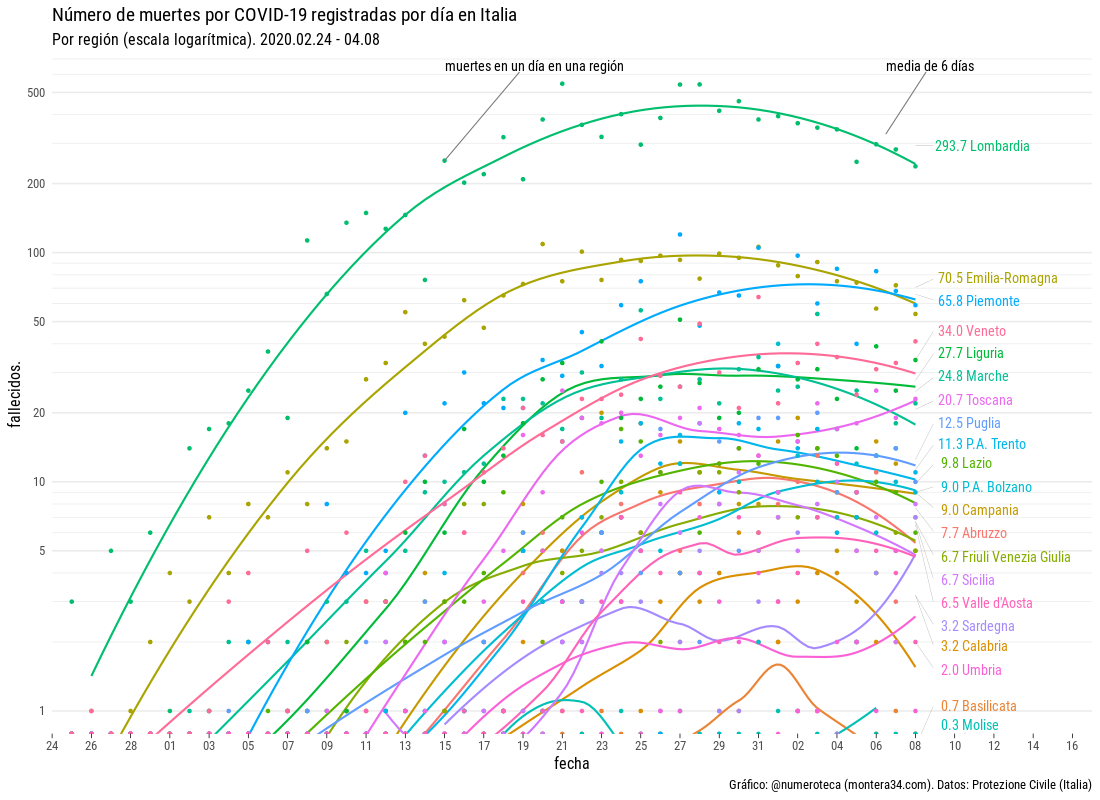 Número de muertes por COVID-19 registradas por día en Italia
Por región (escala logarítmica). 2020.02.24 - 04.08
muertes en un día en una región
media de 6 días
fallecidos.
500
200
100
50
20
10
5
1
293.7 Lombardia
70.5 Emilia-Romagna
65.8 Piemonte
34.0 Veneto
27.7 Liguria
24.8 Marche
20.7 Toscana
12.5 Puglia
11.3 P.A. Trento
9.8 Lazio
9.0 P.A. Bolzano
9.0 Campania
7.7 Abruzzo
6.7 Friuli Venezia Giulia
6.7 Sicilia
6.5 Valle d'Aosta
3.2 Sardegna
3.2 Calabria
2.0 Umbria
0.7 Basilicata
0.3 Molise
24 26 28 01 03 05 07 09 11 13 15 17 19 21 23 25 27 29 31 02 04 06 08 10 12 14 16
fecha
Gráfico: @numeroteca (montera34.com). Datos: Protezione Civile (Italia)